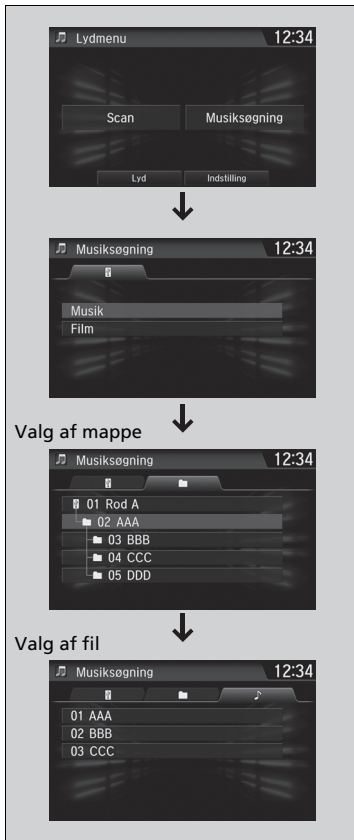 Lydmenu 12:34
Scan Musiksøgning
Lyd Indstilling
Musiksøgning 12:34
Musik
Film
Valg af mappe
Musiksøgning 12:34
01 Rod A
02 AAA
03 BBB
04 CCC
05 DDD
Valg af fil
Musiksøgning 12:34
01 AAA
02 BBB
03 CCC